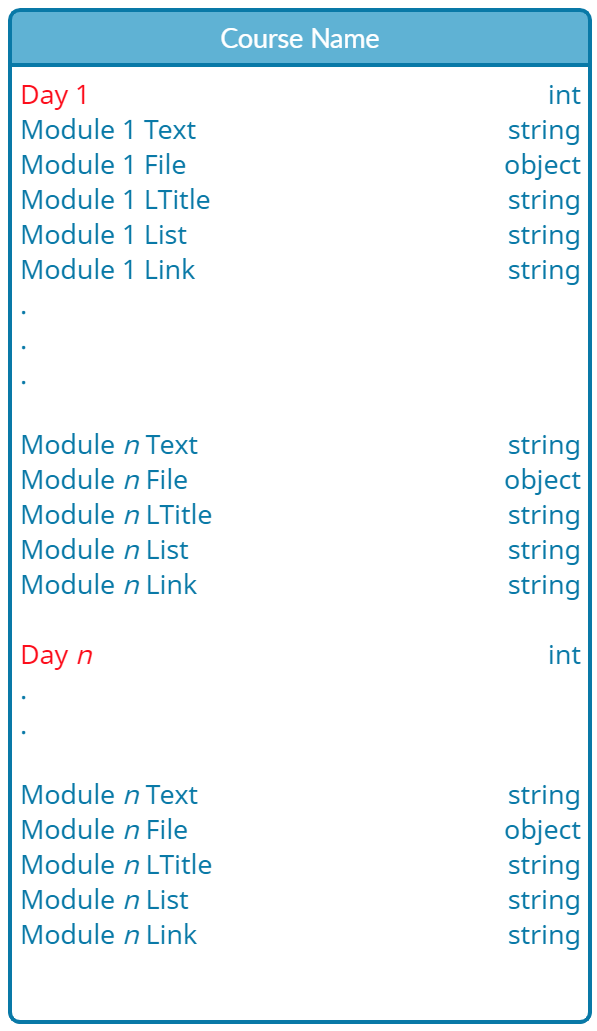 Course Name
Day 1 int
Module 1 Text string
Module 1 File object
Module 1 LTitle string
Module 1 List string
Module 1 Link string
.
.
.
Module n Text string
Module n File object
Module n LTitle string
Module n List string
Module n Link string
Day n int
.
.
Module n Text string
Module n File object
Module n LTitle string
Module n List string
Module n Link string